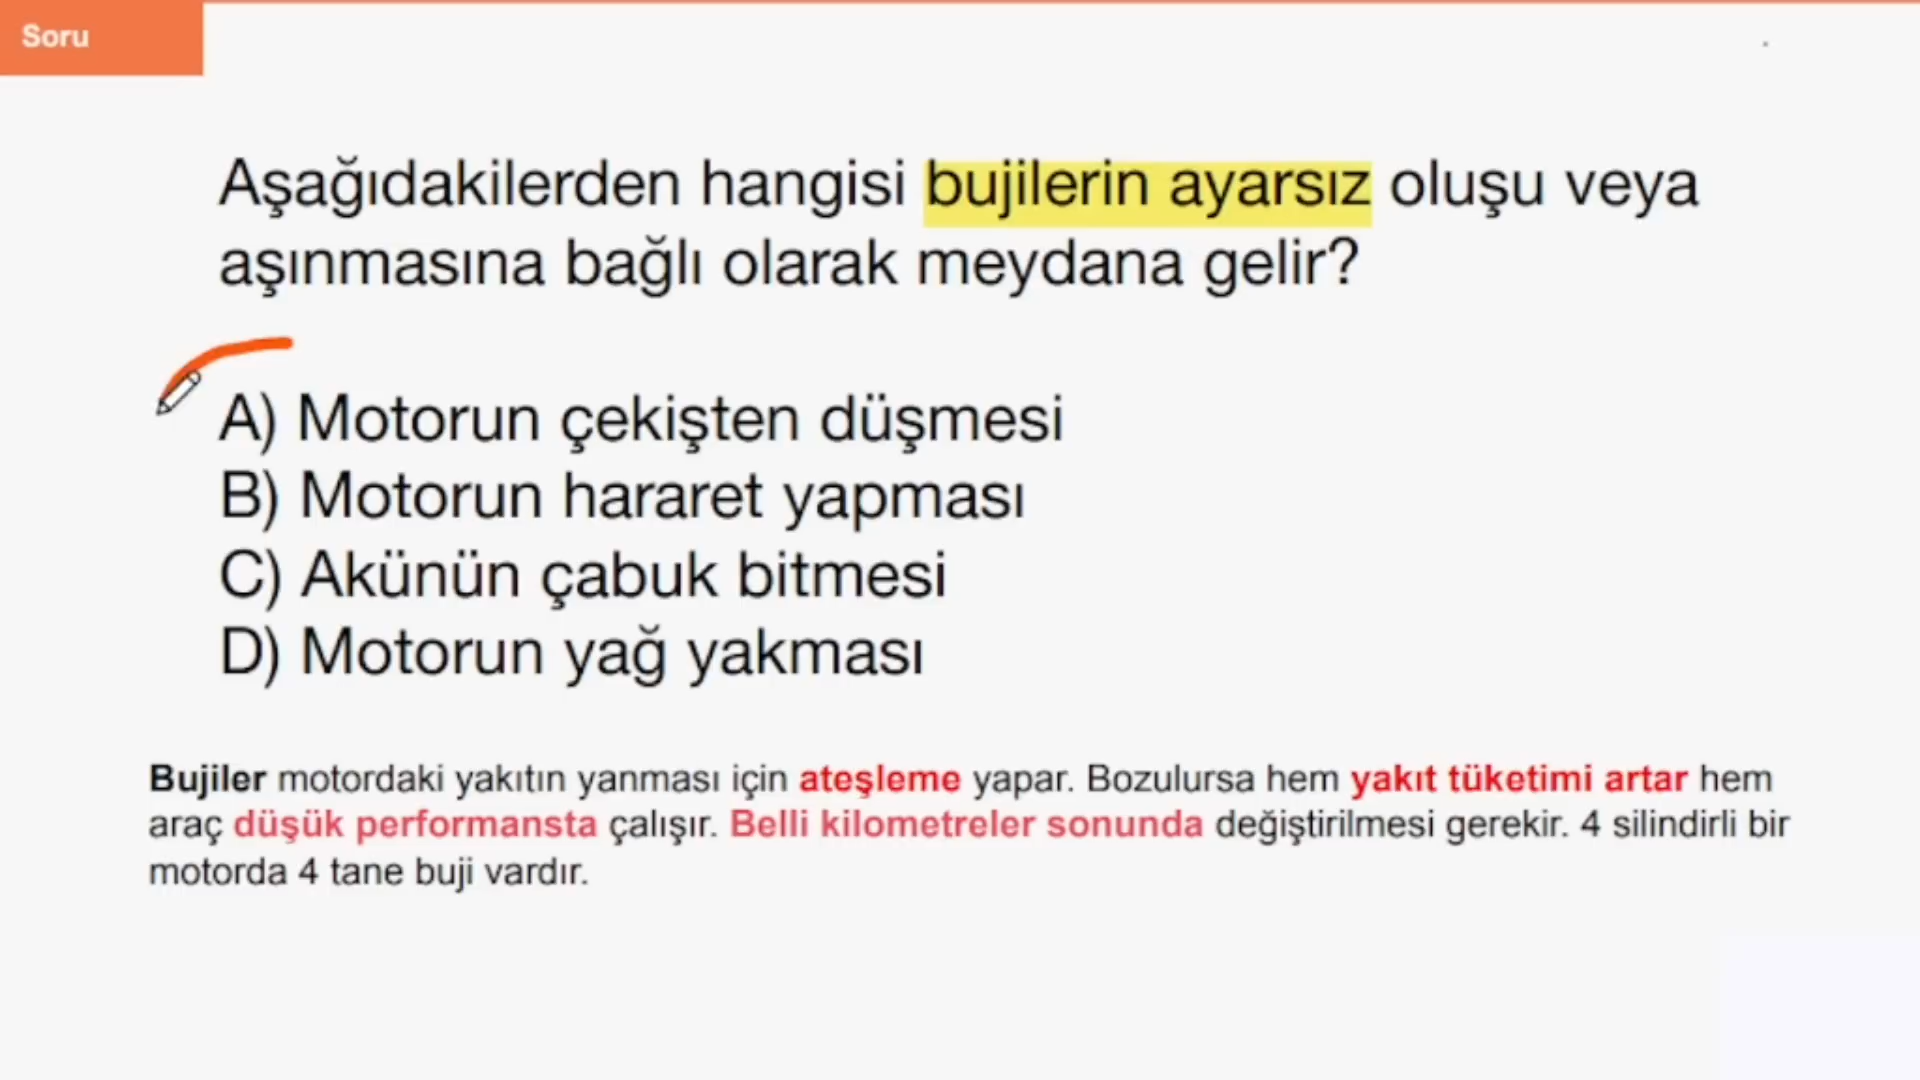 Soru
Aşağıdakilerden hangisi bujilerin ayarsız oluşu veya
aşınmasına bağlı olarak meydana gelir?
A) Motorun çekişten düşmesi
B) Motorun hararet yapması
C) Akünün çabuk bitmesi
D) Motorun yağ yakması
Bujiler motordaki yakıtın yanması için ateşleme yapar. Bozulursa hem yakıt tüketimi artar hem
araç düşük performansta çalışır. Belli kilometreler sonunda değiştirilmesi gerekir. 4 silindirli bir
motorda 4 tane buji vardır.